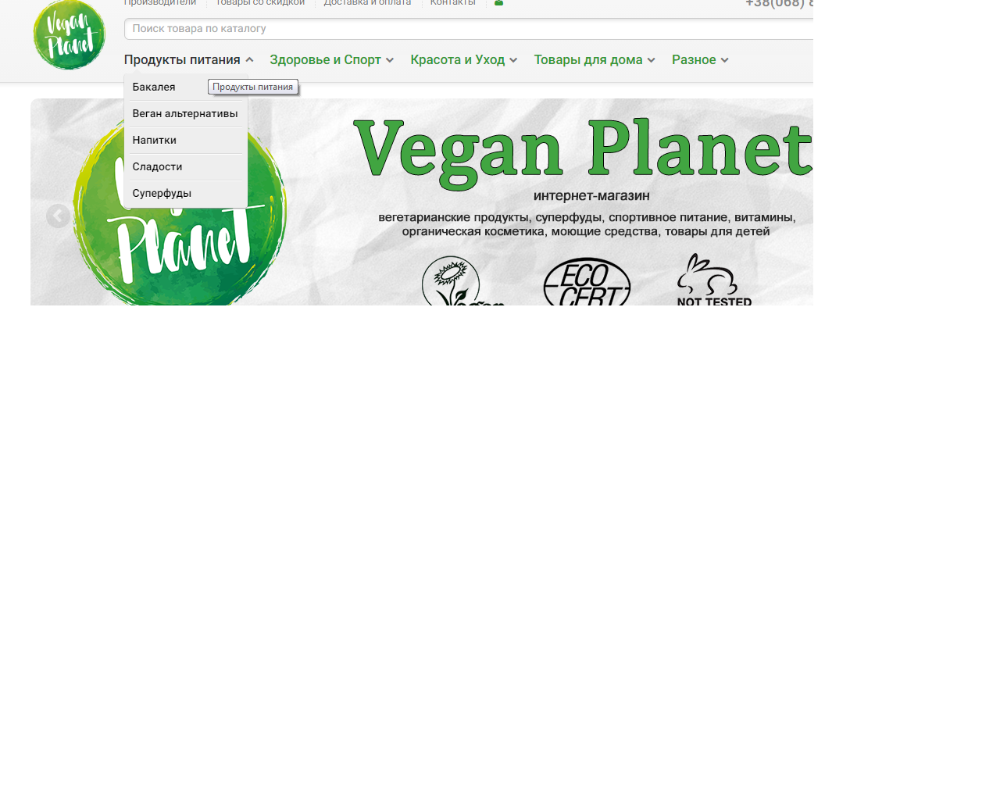 Производители Товары со скидкой Доставка и оплата Контакты +38(068) 8
Vegan
Planet
Поиск товара по каталогу
Продукты питания Здоровье и Спорт Красота и Уход Товары для дома Разное
Бакалея
Продукты питания
Веган альтернативы
Напитки
Сладости
Суперфуды
Planet
Vegan Planet
интернет-магазин
вегетарианские продукты, суперфуды, спортивное питание, витамины,
органическая косметика, моющие средства, товары для детей
Vegan
ECO
CERT
NOT TESTED